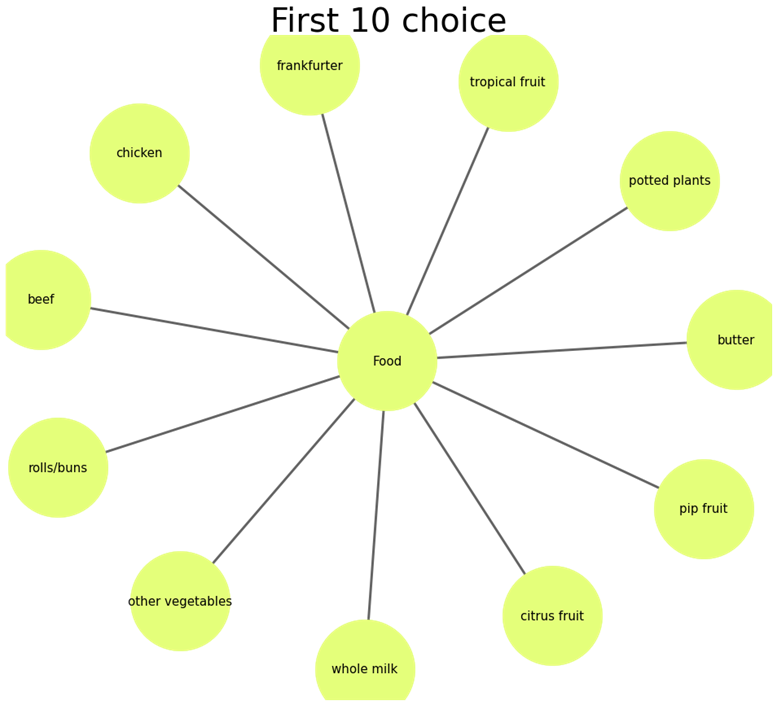 First 10 choice
frankfurter
tropical fruit
chicken
potted plants
beef
butter
Food
rolls/buns
pip fruit
other vegetables
citrus fruit
whole milk